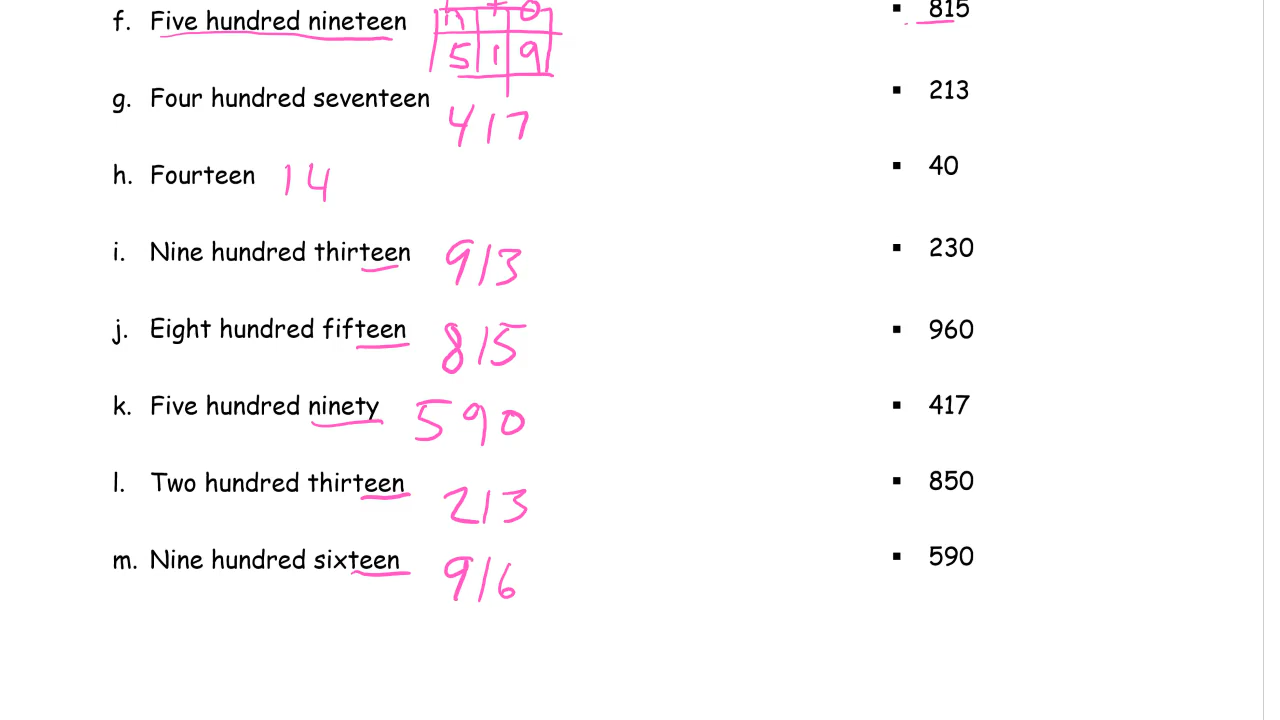 f. Five hundred nineteen h t o ▪ 815
5 1 9
g. Four hundred seventeen ▪ 213
417
h. Fourteen 14 ▪ 40
i. Nine hundred thirteen 913 ▪ 230
j. Eight hundred fifteen 815 ▪ 960
k. Five hundred ninety 590 ▪ 417
l. Two hundred thirteen 213 ▪ 850
m. Nine hundred sixteen 916 ▪ 590